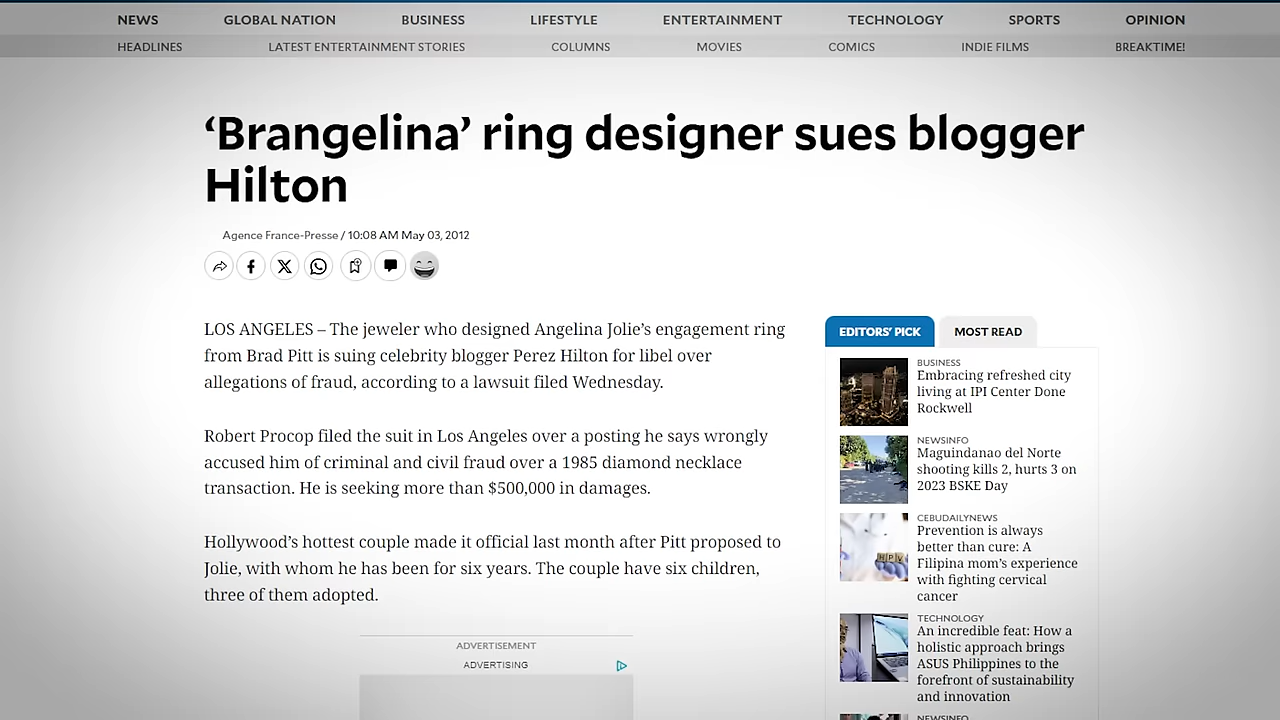 NEWS GLOBAL NATION BUSINESS LIFESTYLE ENTERTAINMENT TECHNOLOGY SPORTS OPINION
HEADLINES LATEST ENTERTAINMENT STORIES COLUMNS MOVIES COMICS INDIE FILMS BREAKTIME!
‘Brangelina’ ring designer sues blogger
Hilton
Agence France-Presse / 10:08 AM May 03, 2012
LOS ANGELES – The jeweler who designed Angelina Jolie’s engagement ring
from Brad Pitt is suing celebrity blogger Perez Hilton for libel over
allegations of fraud, according to a lawsuit filed Wednesday.
Robert Procop filed the suit in Los Angeles over a posting he says wrongly
accused him of criminal and civil fraud over a 1985 diamond necklace
transaction. He is seeking more than $500,000 in damages.
Hollywood’s hottest couple made it official last month after Pitt proposed to
Jolie, with whom he has been for six years. The couple have six children,
three of them adopted.
ADVERTISEMENT
ADVERTISING
EDITORS’ PICK MOST READ
BUSINESS
Embracing refreshed city
living at IPI Center Done
Rockwell
NEWSINFO
Maguindanao del Norte
shooting kills 2, hurts 3 on
2023 BSKE Day
CEBUDAILYNEWS
Prevention is always
better than cure: A
Filipina mom’s experience
with fighting cervical
cancer
HPV
TECHNOLOGY
An incredible feat: How a
holistic approach brings
ASUS Philippines to the
forefront of sustainability
and innovation
NEWSINFO